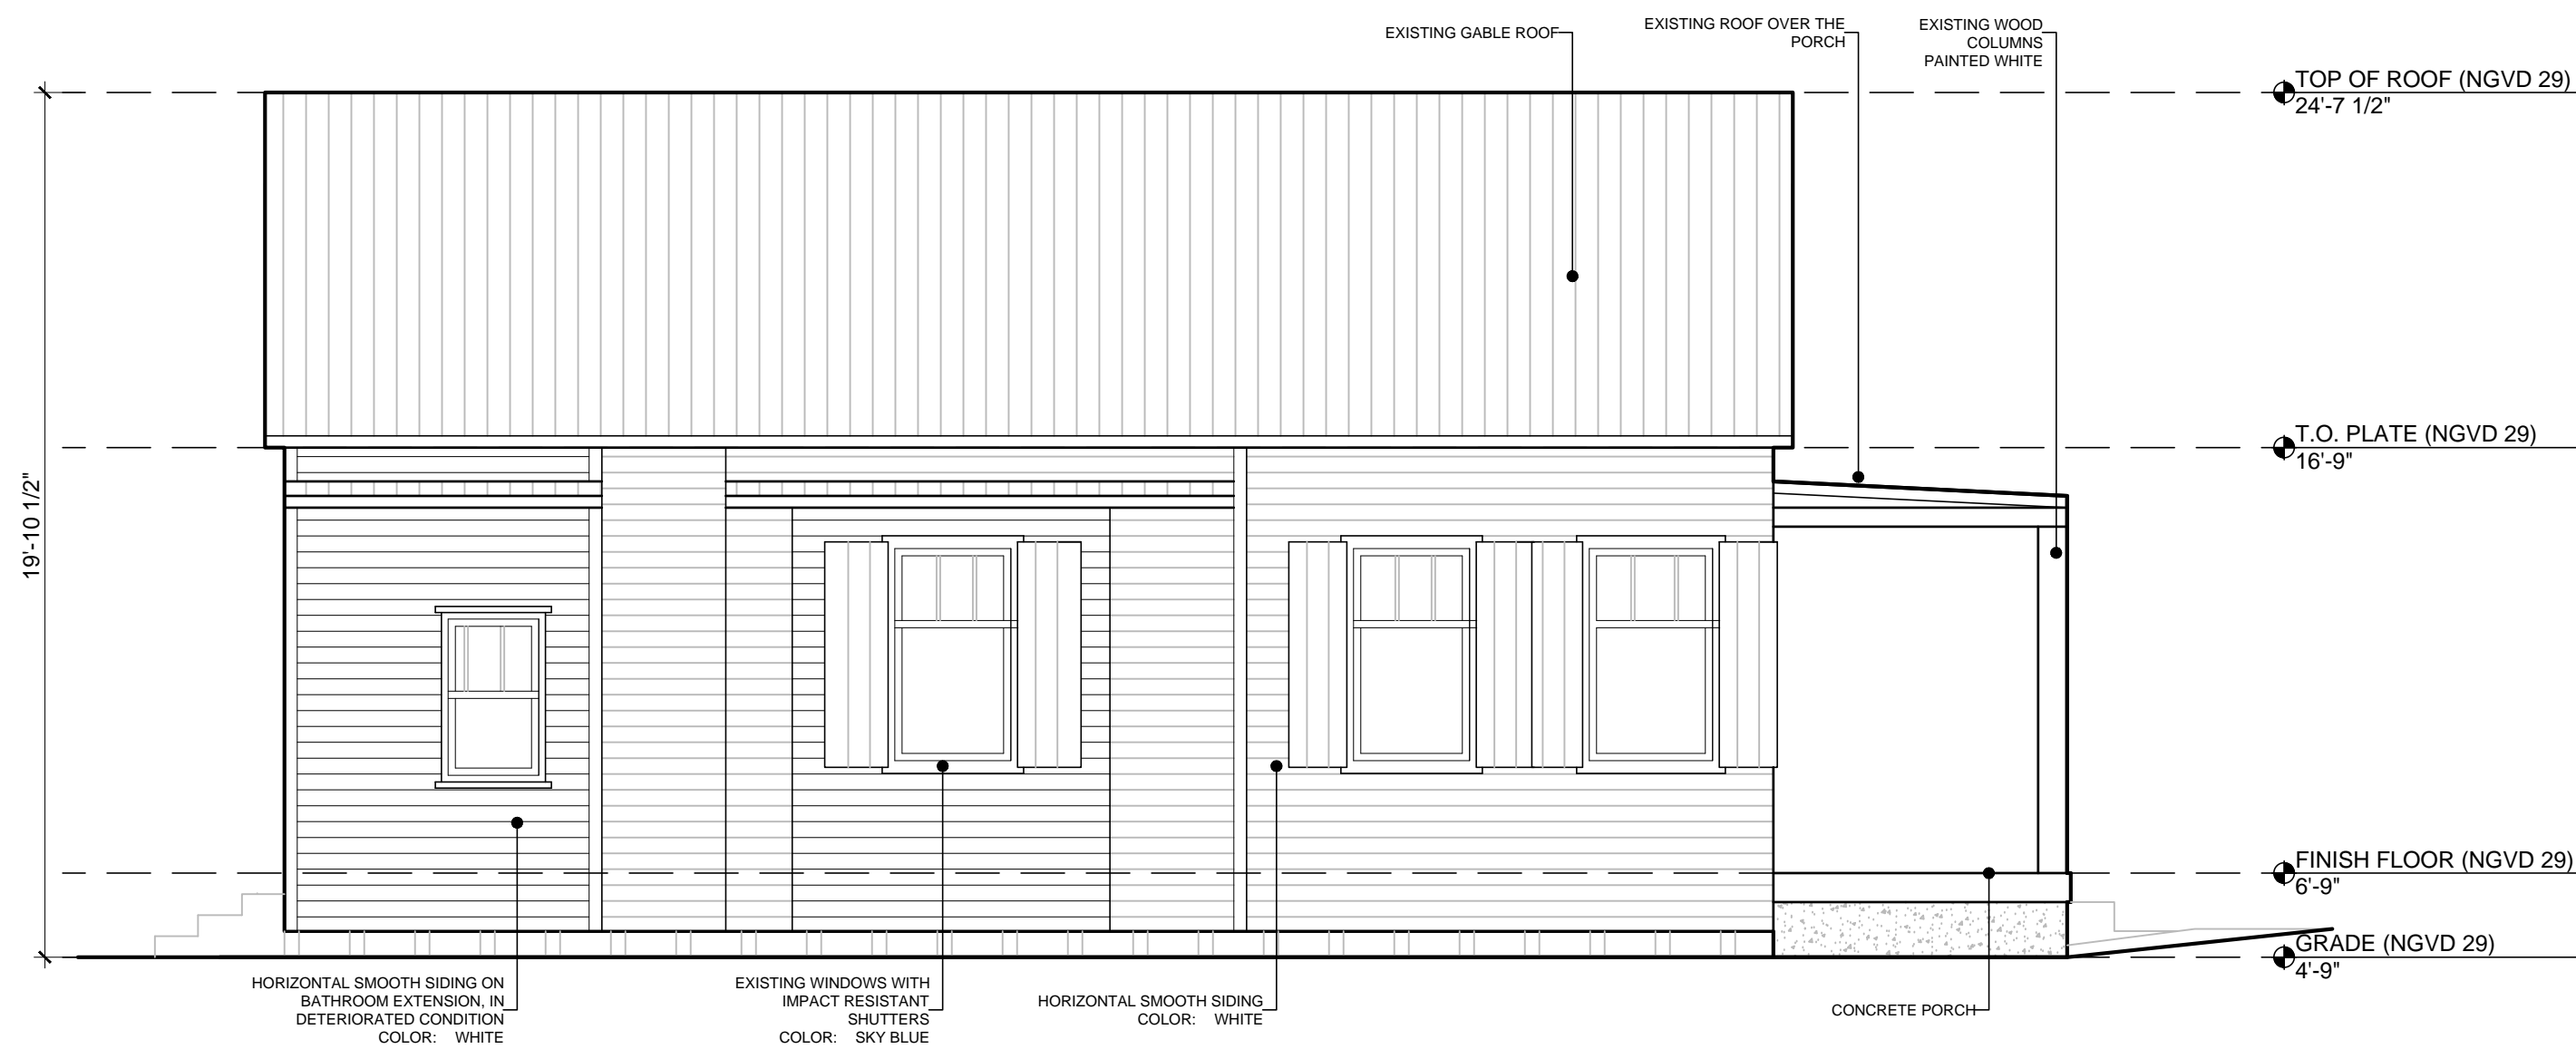 EXISTING GABLE ROOF
EXISTING ROOF OVER THE
PORCH
EXISTING WOOD
COLUMNS
PAINTED WHITE
TOP OF ROOF (NGVD 29)
24'-7 1/2"
T.O. PLATE (NGVD 29)
16'-9"
19'-10 1/2"
FINISH FLOOR (NGVD 29)
6'-9"
GRADE (NGVD 29)
4'-9"
HORIZONTAL SMOOTH SIDING ON
BATHROOM EXTENSION, IN
DETERIORATED CONDITION
COLOR: WHITE
EXISTING WINDOWS WITH
IMPACT RESISTANT
SHUTTERS
COLOR: SKY BLUE
HORIZONTAL SMOOTH SIDING
COLOR: WHITE
CONCRETE PORCH